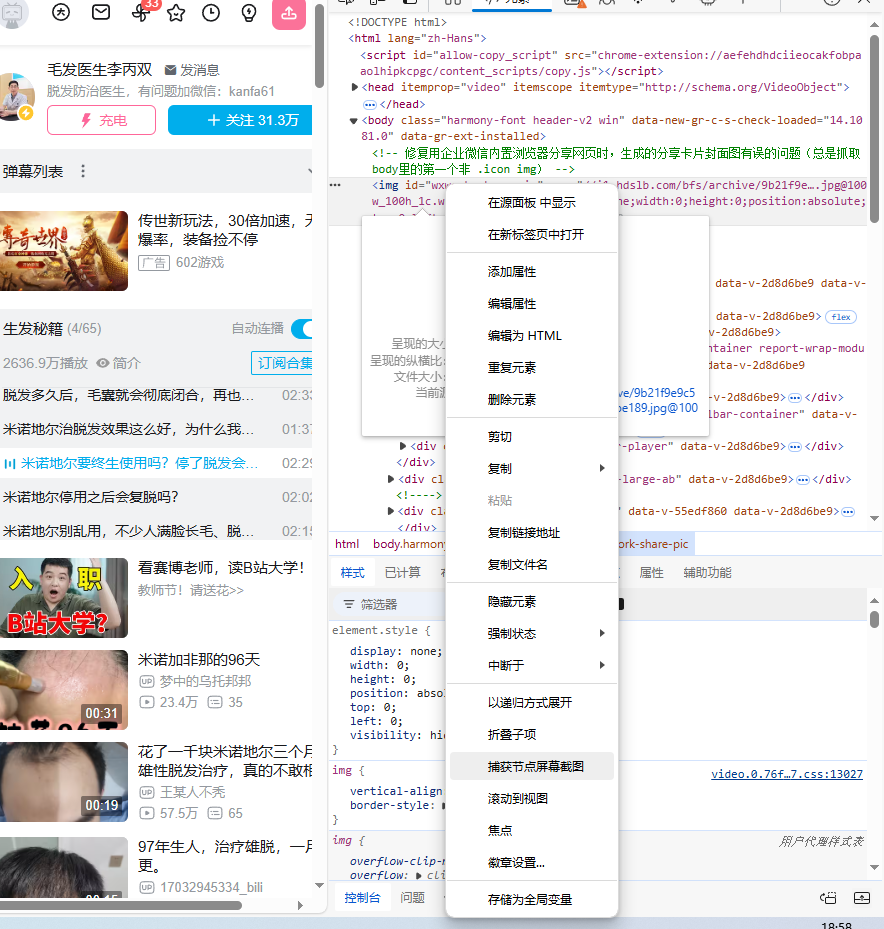 33
毛发医生李丙双 发消息
脱发防治医生，有问题加微信：kanfa61
充电
+ 关注 31.3万
弹幕列表
传奇世界
传世新玩法，30倍加速，
爆率，装备捡不停
广告 602游戏
生发秘籍 (4/65) 自动连播
2636.9万播放 简介 订阅合集
脱发多久后，毛囊就会彻底闭合，再也… 02:33
米诺地尔治脱发效果这么好，为什么我… 01:37
米诺地尔要终生使用吗？停了脱发会… 02:29
米诺地尔停用之后会复脱吗? 02:02
米诺地尔别乱用，不少人满脸长毛、脱… 02:15
入职
B站大学?
看赛博老师，读B站大学!
教师节！请送花>>
00:31
米诺加非那的96天
UP 梦中的乌托邦邦
23.4万 35
00:19
花了一千块米诺地尔三个月
雄性脱发治疗，真的不敢相
UP 王某人不秃
57.5万 65
97年生人，治疗雄脱，一月
更。
UP 17032945334_bili
<!DOCTYPE html>
<html lang="zh-Hans">
<script id="allow-copy_script" src="chrome-extension://aefehdhdciieocakfobpa
aolhipkcpgc/content_scripts/copy.js"></script>
<head itemprop="video" itemscope itemtype="http://schema.org/VideoObject">
</head>
<body class="harmony-font header-v2 win" data-new-gr-c-s-check-loaded="14.10
81.0" data-gr-ext-installed>
<!-- 修复用企业微信内置浏览器分享网页时，生成的分享卡片封面图有误的问题（总是抓取
body里的第一个非 .icon img） -->
<img id="wxw
hdslb.com/bfs/archive/9b21f9e….jpg@100
w_100h_1c.w
ne;width:0;height:0;position:absolute;
呈现的大小
呈现的纵横比：
文件大小：
当前源
ve/9b21f9e9c5
be189.jpg@100
data-v-2d8d6be9 data-v-
data-v-2d8d6be9> flex
-v-2d8d6be9>
ntainer report-wrap-modu
data-v-2d8d6be9
-v-2d8d6be9> </div>
lbar-container" data-v-
<div
r-player" data-v-2d8d6be9> </div>
</div>
<div cl
-large-ab" data-v-2d8d6be9> </div>
<!---->
<div cla
data-v-55edf860 data-v-2d8d6be9>
</div>
html body.harmony
ork-share-pic
样式 已计算 属性 辅助功能
筛选器
element.style {
display: none;
width: 0;
height: 0;
position: abso
top: 0;
left: 0;
visibility: hi
}
img {
video.0.76f…7.css:13027
vertical-align
border-style:
}
img {
用户代理样式表
overflow-clip-
overflow: cli
控制台 问题
在源面板 中显示
在新标签页中打开
添加属性
编辑属性
编辑为 HTML
重复元素
删除元素
剪切
复制
粘贴
复制链接地址
复制文件名
隐藏元素
强制状态
中断于
以递归方式展开
折叠子项
捕获节点屏幕截图
滚动到视图
焦点
徽章设置...
存储为全局变量
18:58